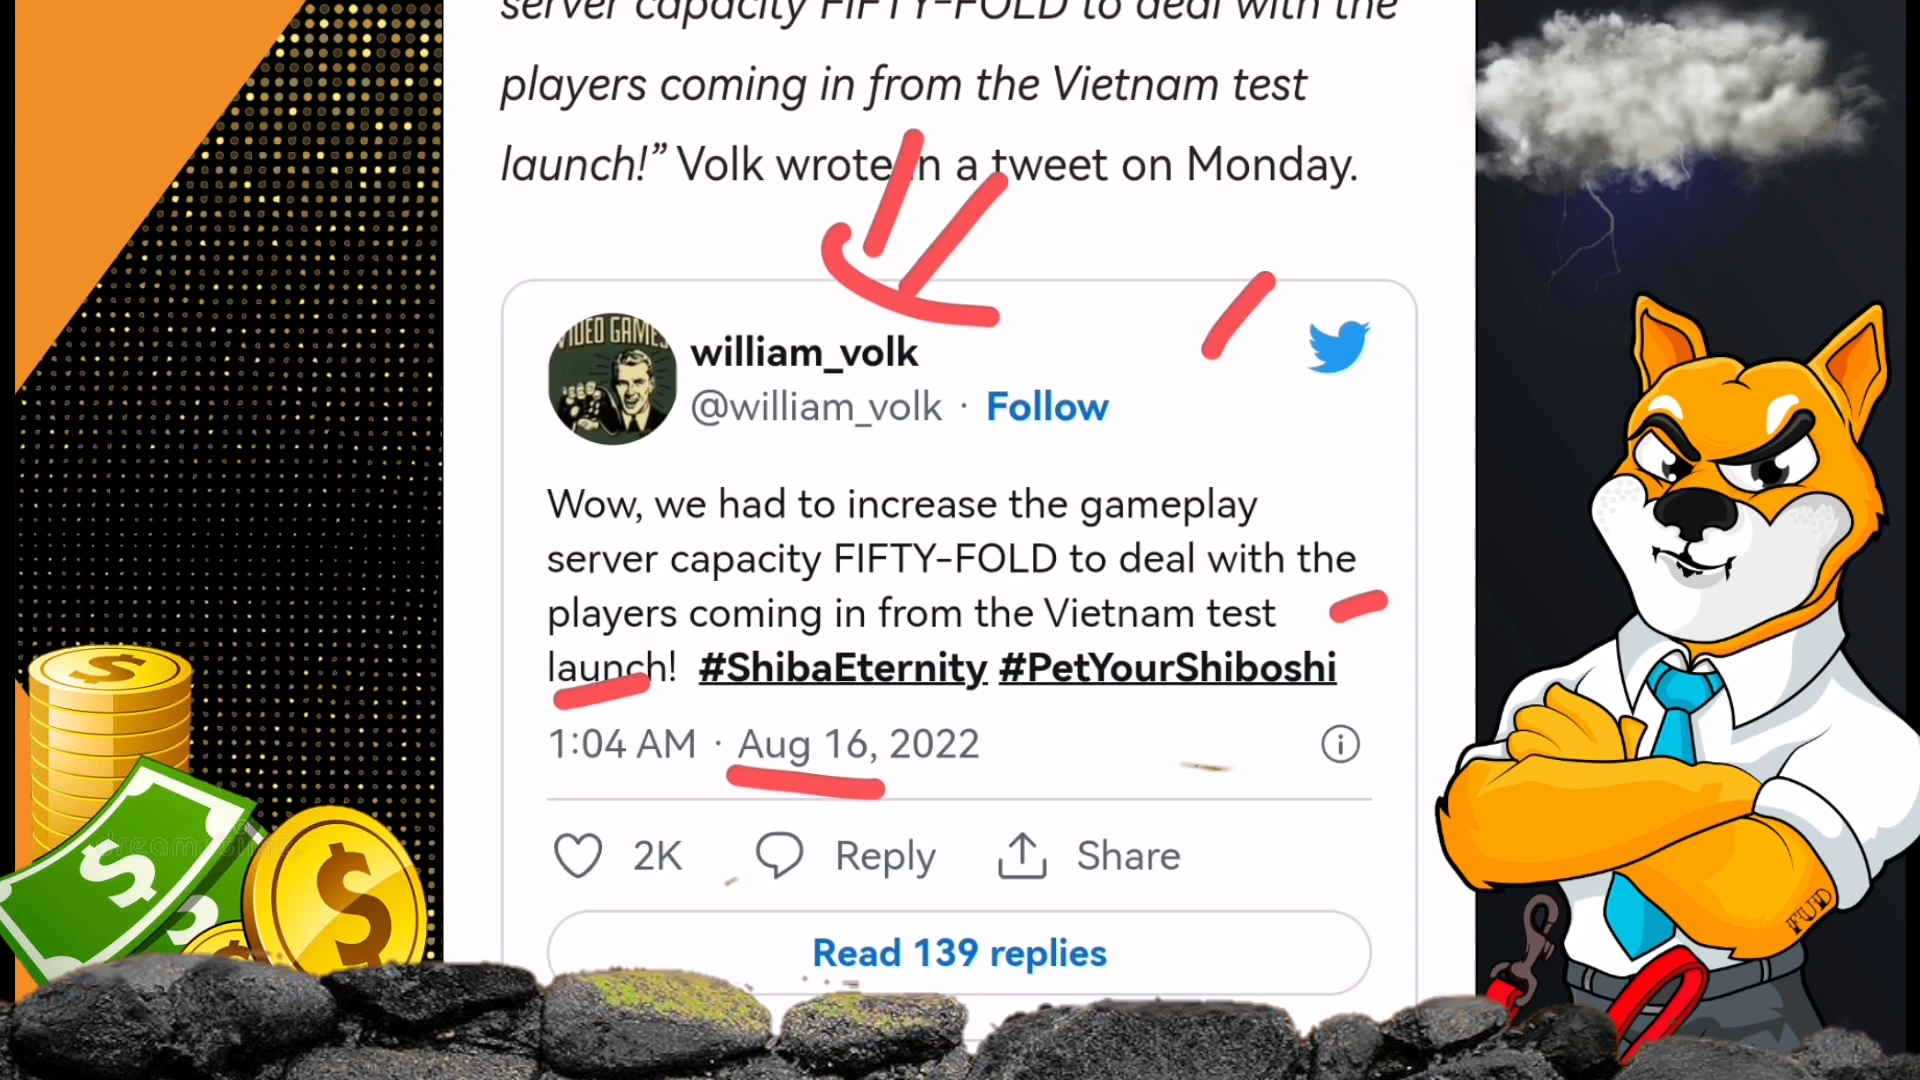 server capacity FIFTY-FOLD to deal with the
players coming in from the Vietnam test
launch!” Volk wrote in a tweet on Monday.
VIDEO GAMES
william_volk
@william_volk · Follow
Wow, we had to increase the gameplay
server capacity FIFTY-FOLD to deal with the
players coming in from the Vietnam test
launch! #ShibaEternity #PetYourShiboshi
1:04 AM · Aug 16, 2022
2K Reply Share
Read 139 replies
FUD